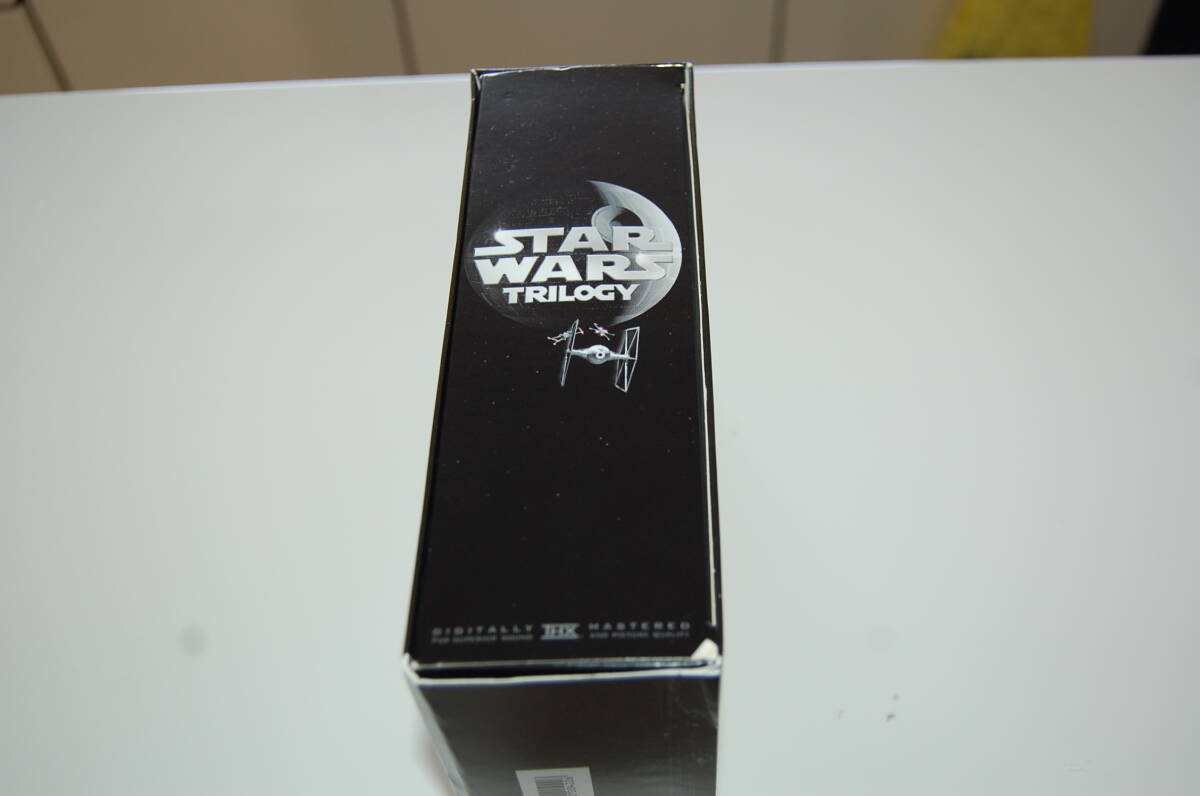 STAR
WARS
TRILOGY
DIGITALLY THX MASTERED
FOR SUPERIOR SOUND AND PICTURE QUALITY